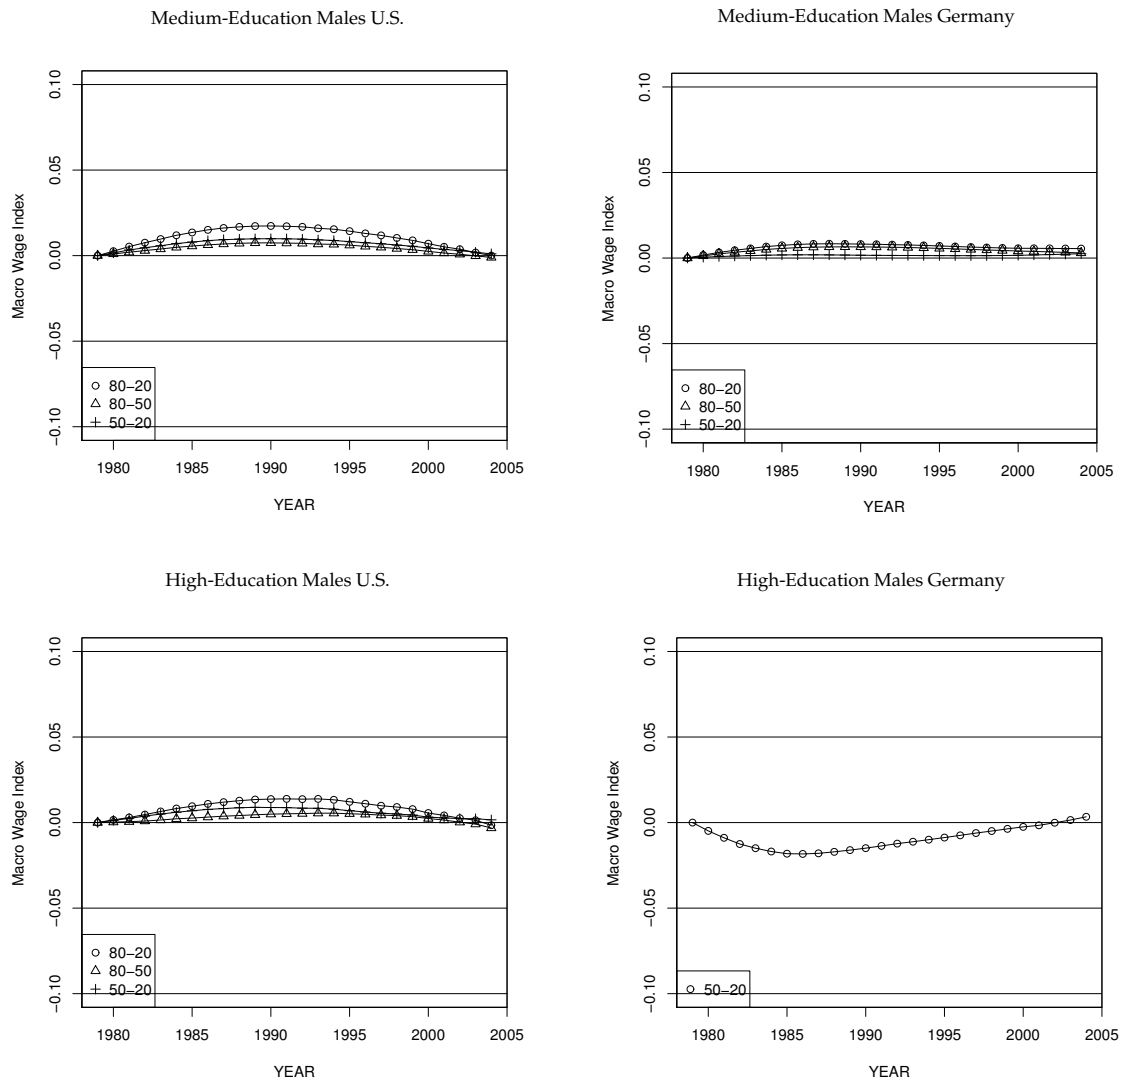 Medium-Education Males U.S.
Macro Wage Index
0.10
0.05
0.00
−0.05
−0.10
80−20
80−50
50−20
1980 1985 1990 1995 2000 2005
YEAR
Medium-Education Males Germany
Macro Wage Index
0.10
0.05
0.00
−0.05
−0.10
80−20
80−50
50−20
1980 1985 1990 1995 2000 2005
YEAR
High-Education Males U.S.
Macro Wage Index
0.10
0.05
0.00
−0.05
−0.10
80−20
80−50
50−20
1980 1985 1990 1995 2000 2005
YEAR
High-Education Males Germany
Macro Wage Index
0.10
0.05
0.00
−0.05
−0.10
50−20
1980 1985 1990 1995 2000 2005
YEAR